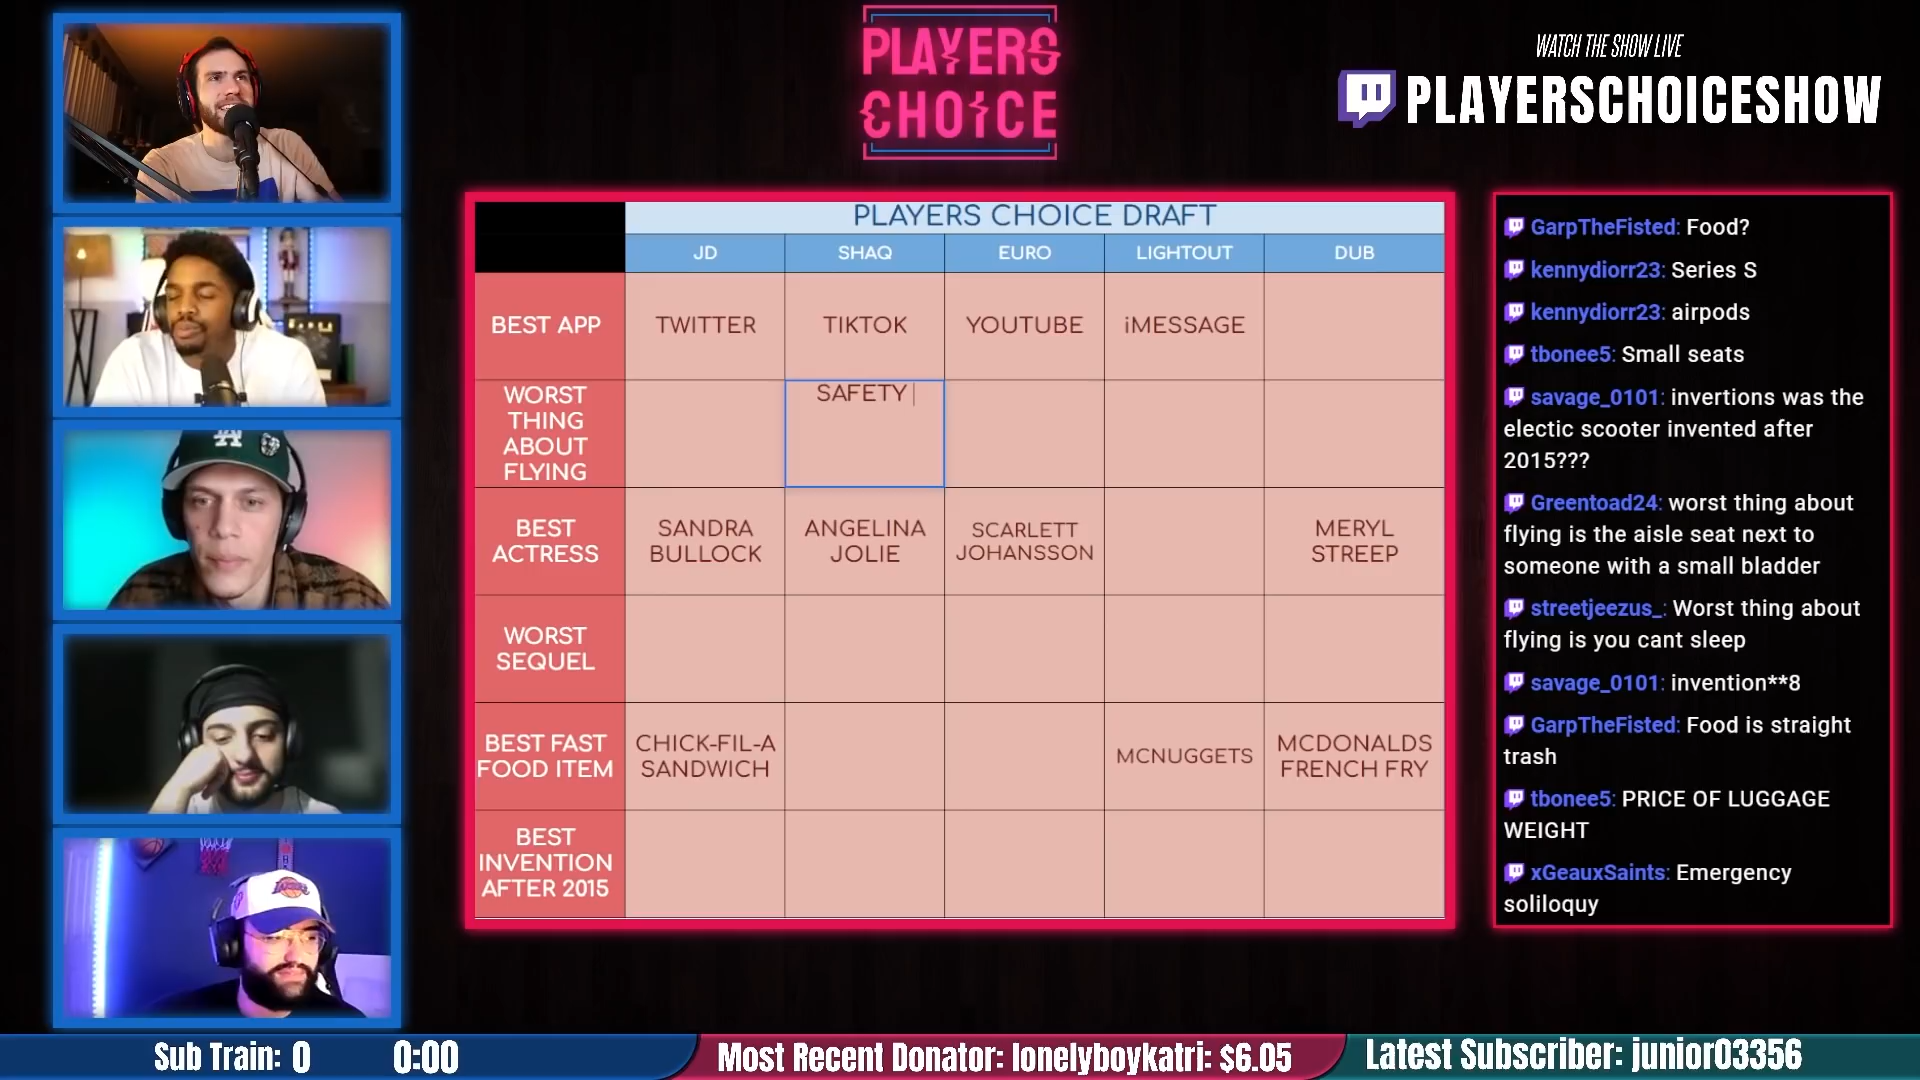 PLAYERS
CHOICE
WATCH THE SHOW LIVE
PLAYERSCHOICESHOW
PLAYERS CHOICE DRAFT
JD
SHAQ
EURO
LIGHTOUT
DUB
BEST APP
TWITTER
TIKTOK
YOUTUBE
iMESSAGE
WORST
THING
ABOUT
FLYING
SAFETY
BEST
ACTRESS
SANDRA
BULLOCK
ANGELINA
JOLIE
SCARLETT
JOHANSSON
MERYL
STREEP
WORST
SEQUEL
BEST FAST
FOOD ITEM
CHICK-FIL-A
SANDWICH
MCNUGGETS
MCDONALDS
FRENCH FRY
BEST
INVENTION
AFTER 2015
GarpTheFisted: Food?
kennydiorr23: Series S
kennydiorr23: airpods
tbonee5: Small seats
savage_0101: invertions was the
electic scooter invented after
2015???
Greentoad24: worst thing about
flying is the aisle seat next to
someone with a small bladder
streetjeezus_: Worst thing about
flying is you cant sleep
savage_0101: invention**8
GarpTheFisted: Food is straight
trash
tbonee5: PRICE OF LUGGAGE
WEIGHT
xGeauxSaints: Emergency
soliloquy
Sub Train: 0
0:00
Most Recent Donator: lonelyboykatri: $6.05
Latest Subscriber: junior03356